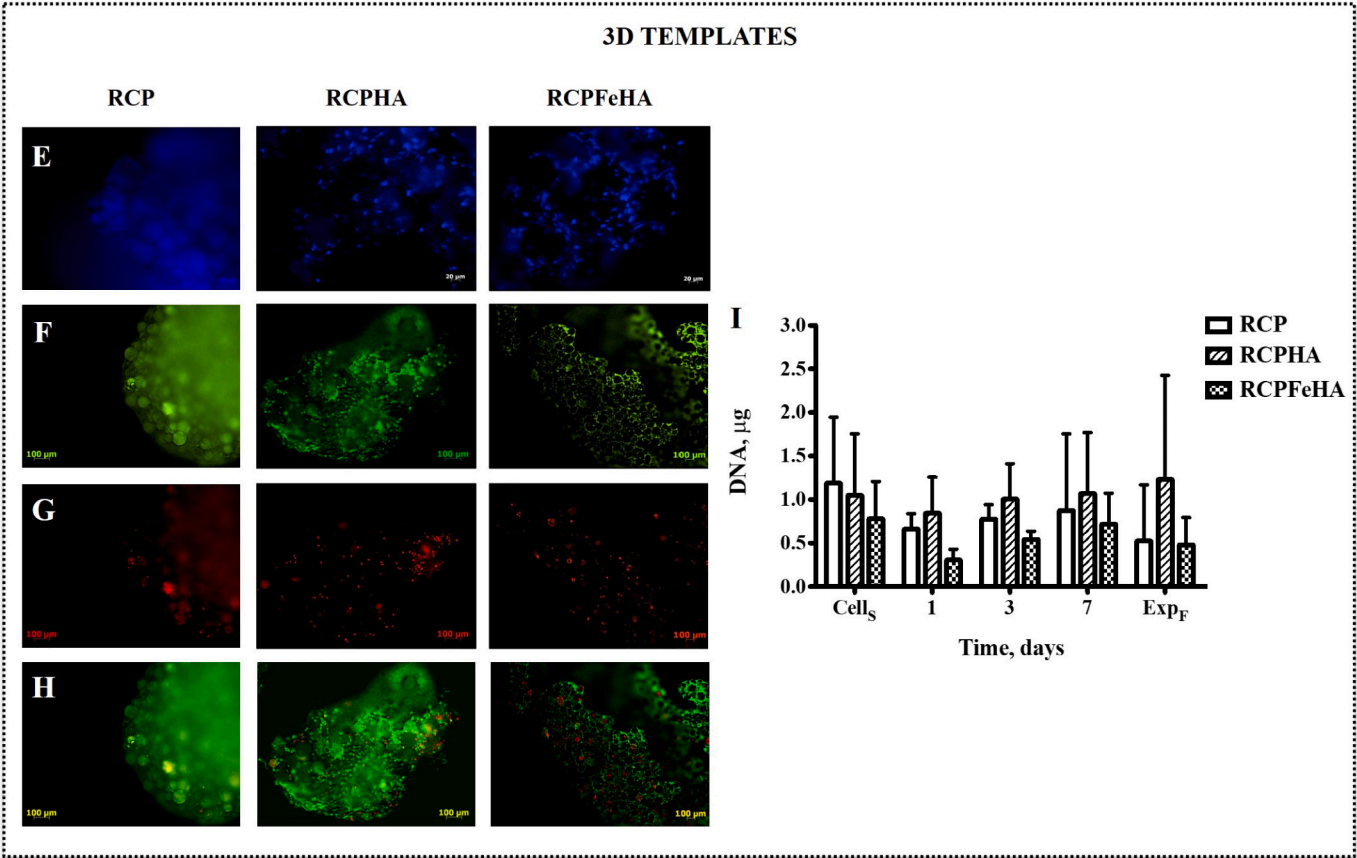 3D TEMPLATES
RCP RCPHA RCPFeHA
E
20 µm 20 µm
F
100 µm 100 µm 100 µm
G
100 µm 100 µm 100 µm
H
100 µm 100 µm 100 µm
I
RCP
RCPHA
RCPFeHA
DNA, µg
3.0
2.5
2.0
1.5
1.0
0.5
0.0
CellS 1 3 7 ExpF
Time, days